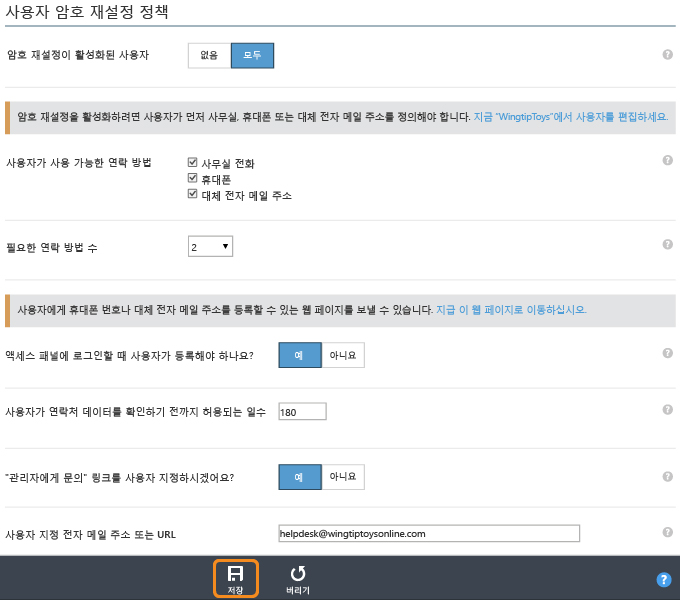 사용자 암호 재설정 정책
암호 재설정이 활성화된 사용자
없음 모두
암호 재설정을 활성화하려면 사용자가 먼저 사무실, 휴대폰 또는 대체 전자 메일 주소를 정의해야 합니다. 지금 "WingtipToys"에서 사용자를 편집하세요.
사용자가 사용 가능한 연락 방법
사무실 전화
휴대폰
대체 전자 메일 주소
필요한 연락 방법 수
2
사용자에게 휴대폰 번호나 대체 전자 메일 주소를 등록할 수 있는 웹 페이지를 보낼 수 있습니다. 지금 이 웹 페이지로 이동하십시오.
액세스 패널에 로그인할 때 사용자가 등록해야 하나요?
예 아니요
사용자가 연락처 데이터를 확인하기 전까지 허용되는 일수
180
"관리자에게 문의" 링크를 사용자 지정하시겠어요?
예 아니요
사용자 지정 전자 메일 주소 또는 URL
helpdesk@wingtiptoysonline.com
저장 버리기